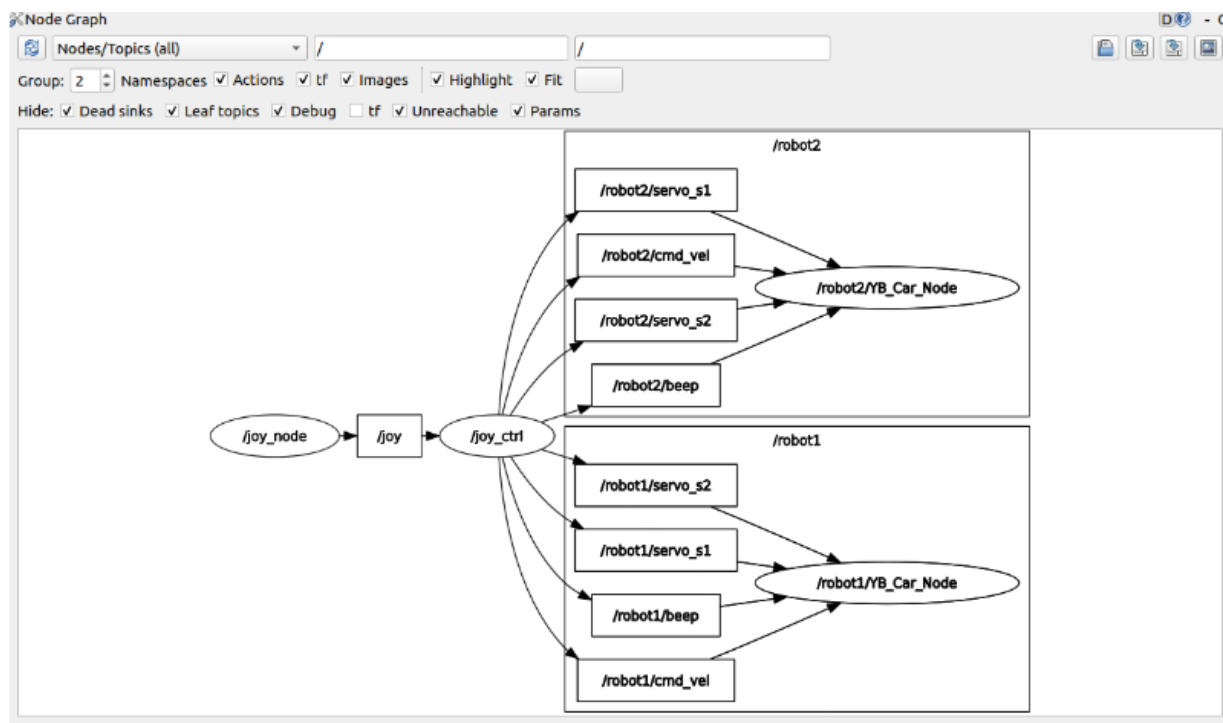 Node Graph
D
Nodes/Topics (all) / /
Group: 2 Namespaces Actions tf Images Highlight Fit
Hide: Dead sinks Leaf topics Debug tf Unreachable Params
/robot2
/robot2/servo_s1
/robot2/cmd_vel
/robot2/YB_Car_Node
/robot2/servo_s2
/robot2/beep
/joy_node
/joy
/joy_ctrl
/robot1
/robot1/servo_s2
/robot1/servo_s1
/robot1/YB_Car_Node
/robot1/beep
/robot1/cmd_vel